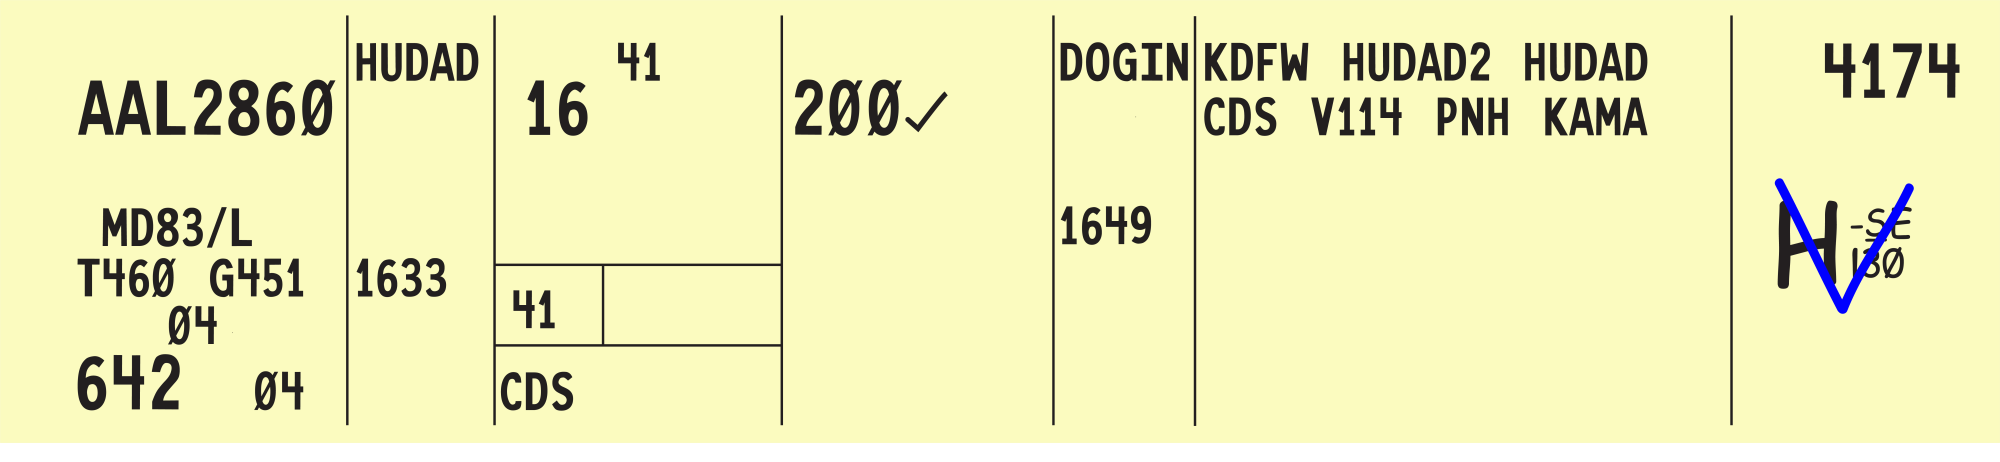 AAL286Ø
MD83/L
T46Ø G451
Ø4
642 Ø4
HUDAD
1633
41
16
41
CDS
2ØØ✓
DOGIN
1649
KDFW HUDAD2 HUDAD
CDS V114 PNH KAMA
4174
H -SE
13Ø